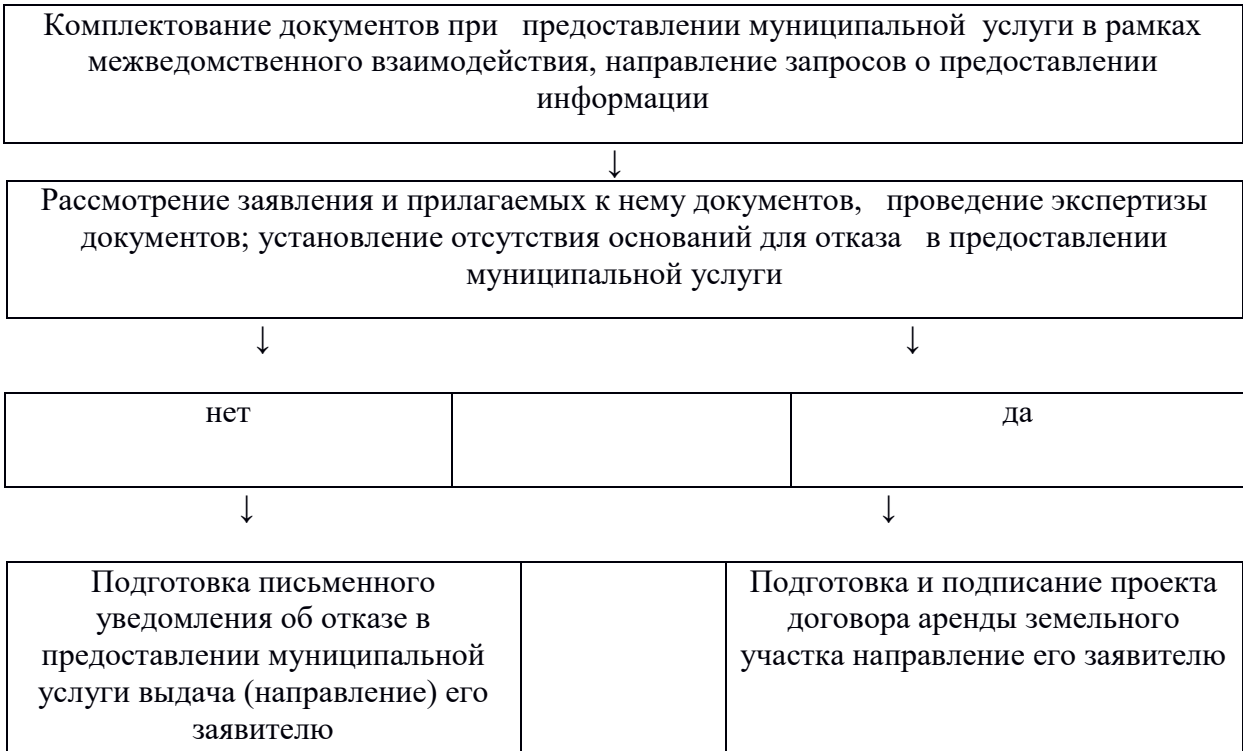 Комплектование документов при предоставлении муниципальной услуги в рамках
межведомственного взаимодействия, направление запросов о предоставлении
информации
↓
Рассмотрение заявления и прилагаемых к нему документов, проведение экспертизы
документов; установление отсутствия оснований для отказа в предоставлении
муниципальной услуги
↓ ↓
нет да
↓ ↓
Подготовка письменного
уведомления об отказе в
предоставлении муниципальной
услуги выдача (направление) его
заявителю
Подготовка и подписание проекта
договора аренды земельного
участка направление его заявителю